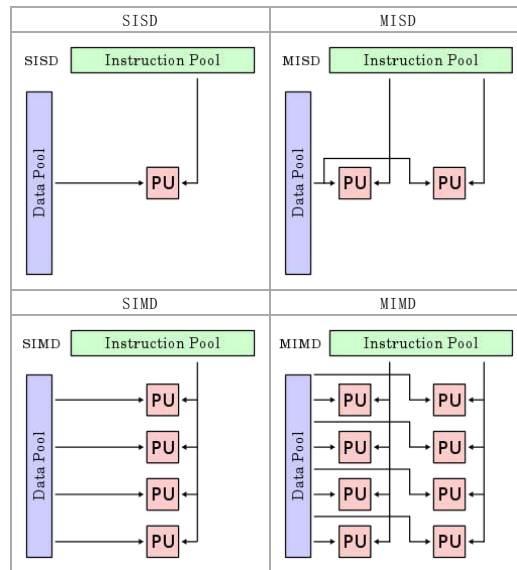 SISD
SISD Instruction Pool
Data Pool
PU
MISD
MISD Instruction Pool
Data Pool
PU PU
SIMD
SIMD Instruction Pool
Data Pool
PU
PU
PU
PU
MIMD
MIMD Instruction Pool
Data Pool
PU PU
PU PU
PU PU
PU PU